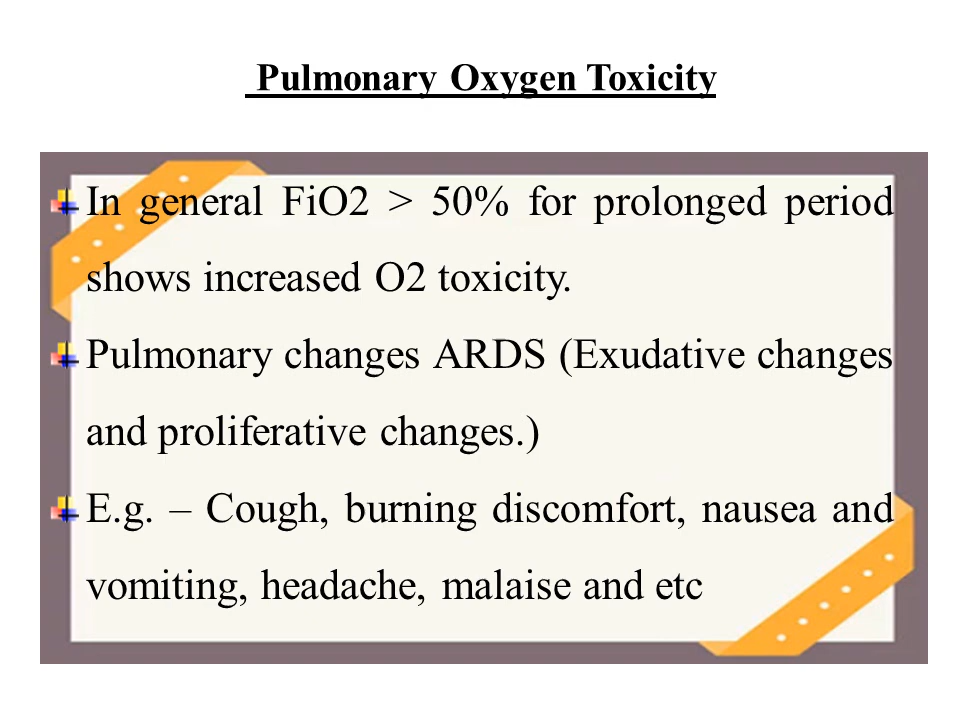 Pulmonary Oxygen Toxicity
In general FiO2 > 50% for prolonged period
shows increased O2 toxicity.
Pulmonary changes ARDS (Exudative changes
and proliferative changes.)
E.g. – Cough, burning discomfort, nausea and
vomiting, headache, malaise and etc